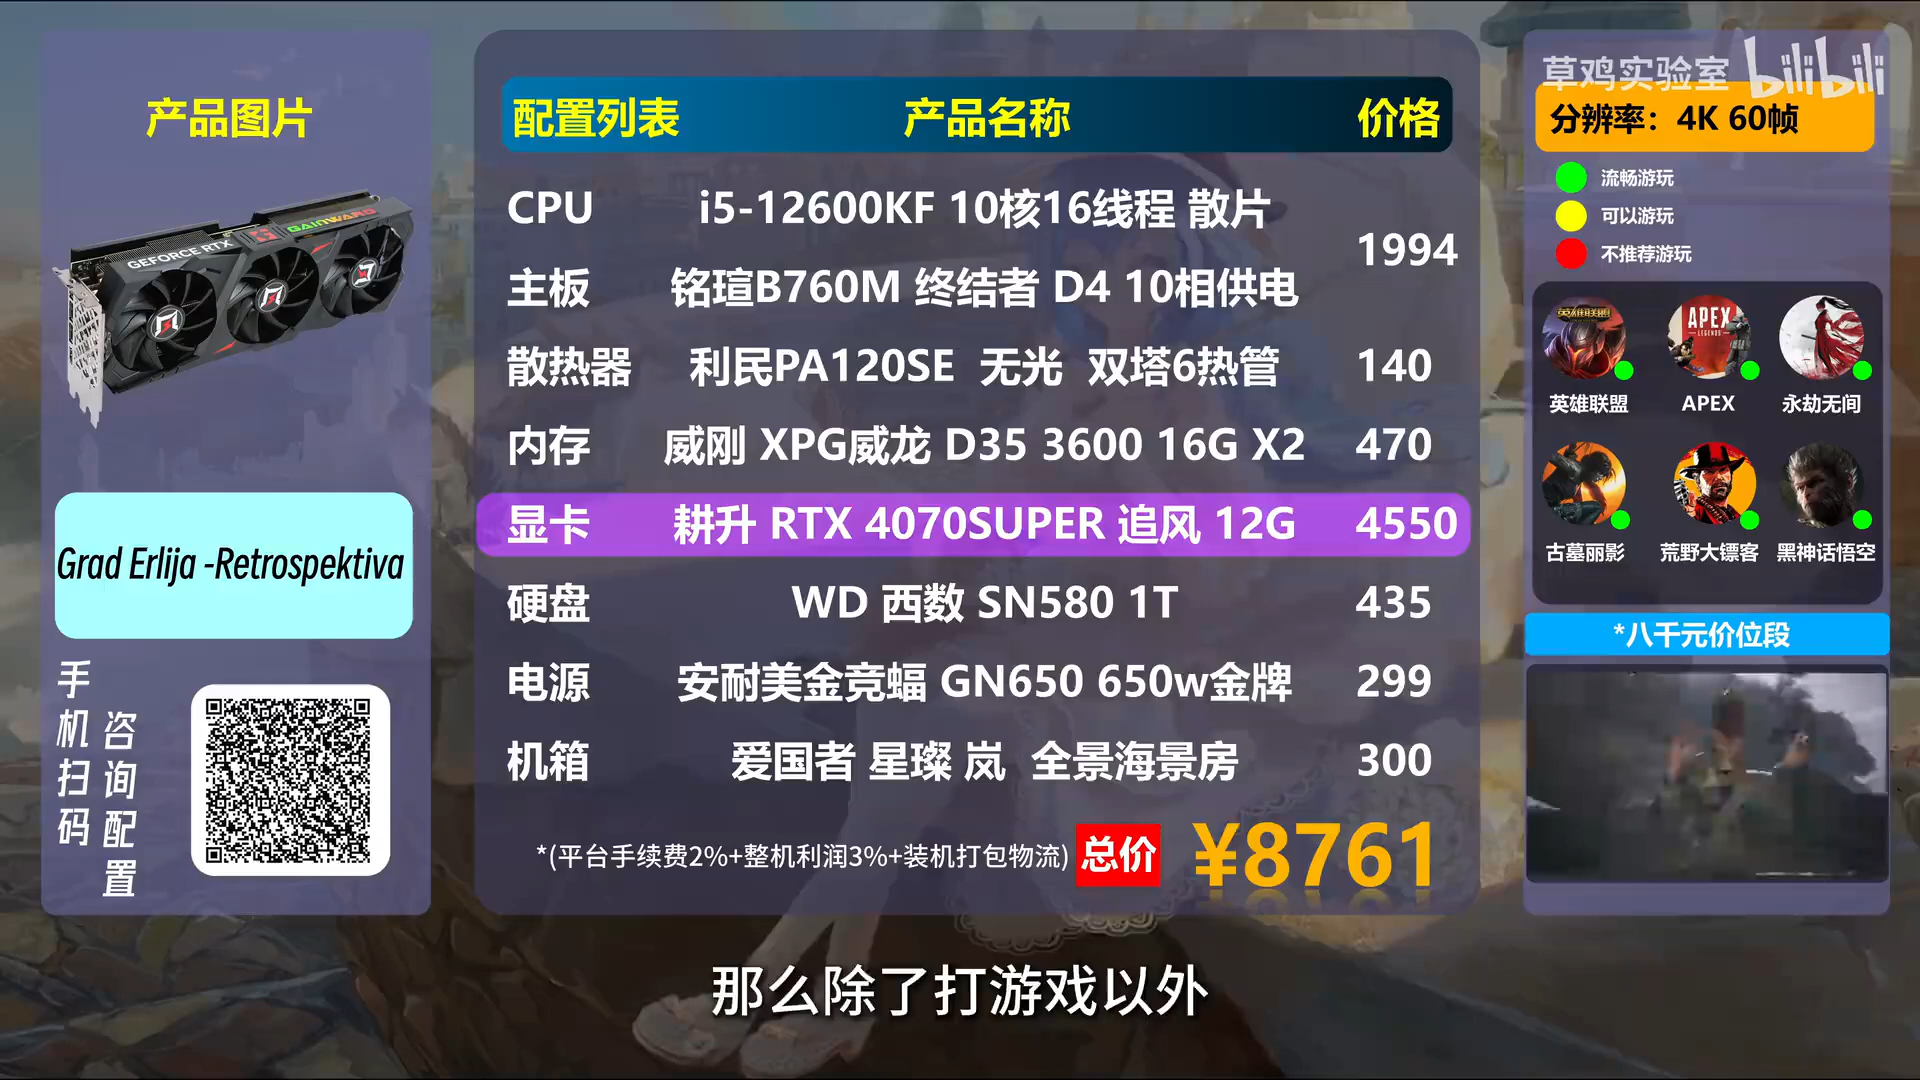 产品图片
GEFORCE RTX
GAINWARD
Grad Erlija -Retrospektiva
手机扫码
咨询配置
配置列表 产品名称 价格
CPU i5-12600KF 10核16线程 散片
1994
主板 铭瑄B760M 终结者 D4 10相供电
散热器 利民PA120SE 无光 双塔6热管 140
内存 威刚 XPG威龙 D35 3600 16G X2 470
显卡 耕升 RTX 4070SUPER 追风 12G 4550
硬盘 WD 西数 SN580 1T 435
电源 安耐美金竞蝠 GN650 650w金牌 299
机箱 爱国者 星璨 岚 全景海景房 300
*(平台手续费2%+整机利润3%+装机打包物流) 总价 ¥8761
草鸡实验室 bilibili
分辨率：4K 60帧
流畅游玩
可以游玩
不推荐游玩
英雄联盟
APEX
LEGENDS
英雄联盟 APEX 永劫无间
古墓丽影 荒野大镖客 黑神话悟空
*八千元价位段
那么除了打游戏以外